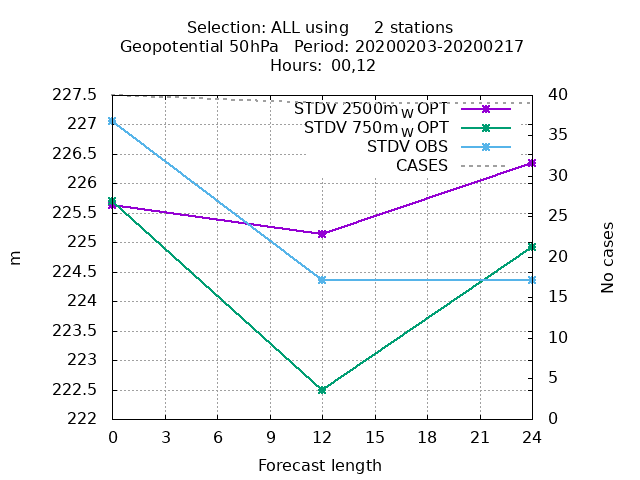 Selection: ALL using     2 stations
Geopotential 50hPa   Period: 20200203-20200217
Hours:  00,12
227.5
227
226.5
226
225.5
225
224.5
224
223.5
223
222.5
222
m
40
35
30
25
20
15
10
5
0
No cases
STDV 2500m W OPT
STDV 750m W OPT
STDV OBS
CASES
0 3 6 9 12 15 18 21 24
Forecast length